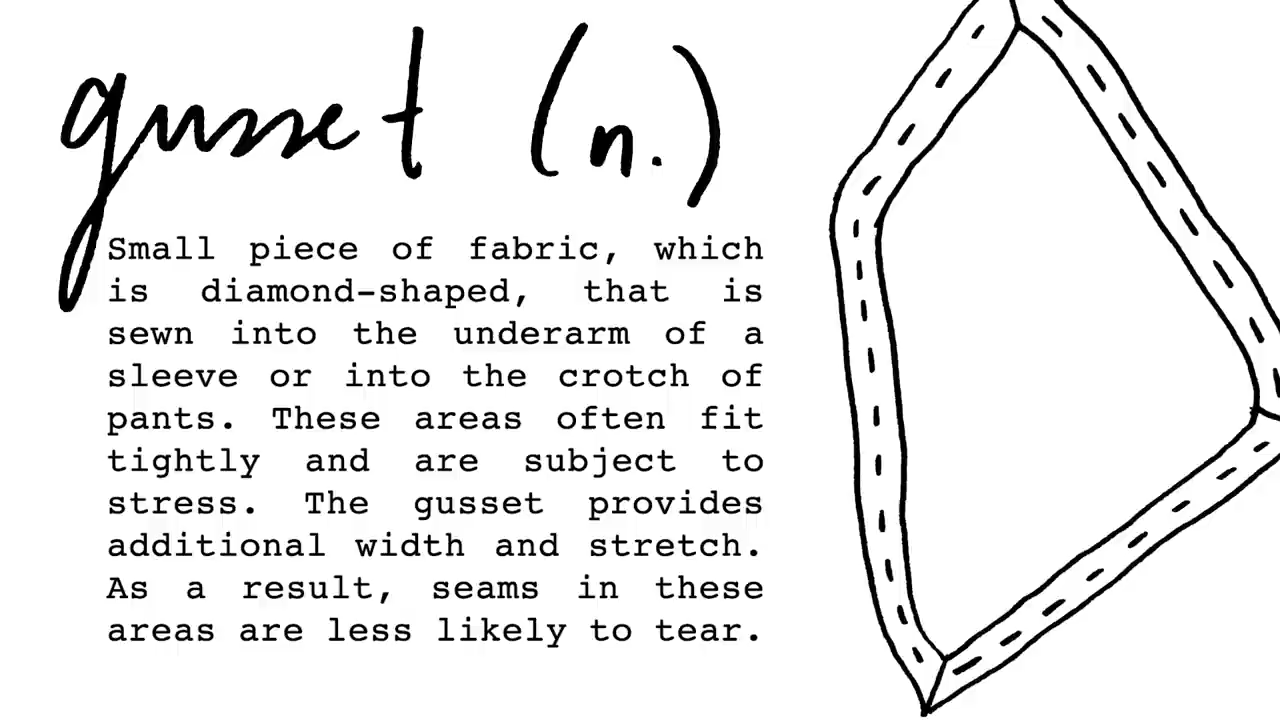 gusset (n.)
Small piece of fabric, which
is diamond-shaped, that is
sewn into the underarm of a
sleeve or into the crotch of
pants. These areas often fit
tightly and are subject to
stress. The gusset provides
additional width and stretch.
As a result, seams in these
areas are less likely to tear.